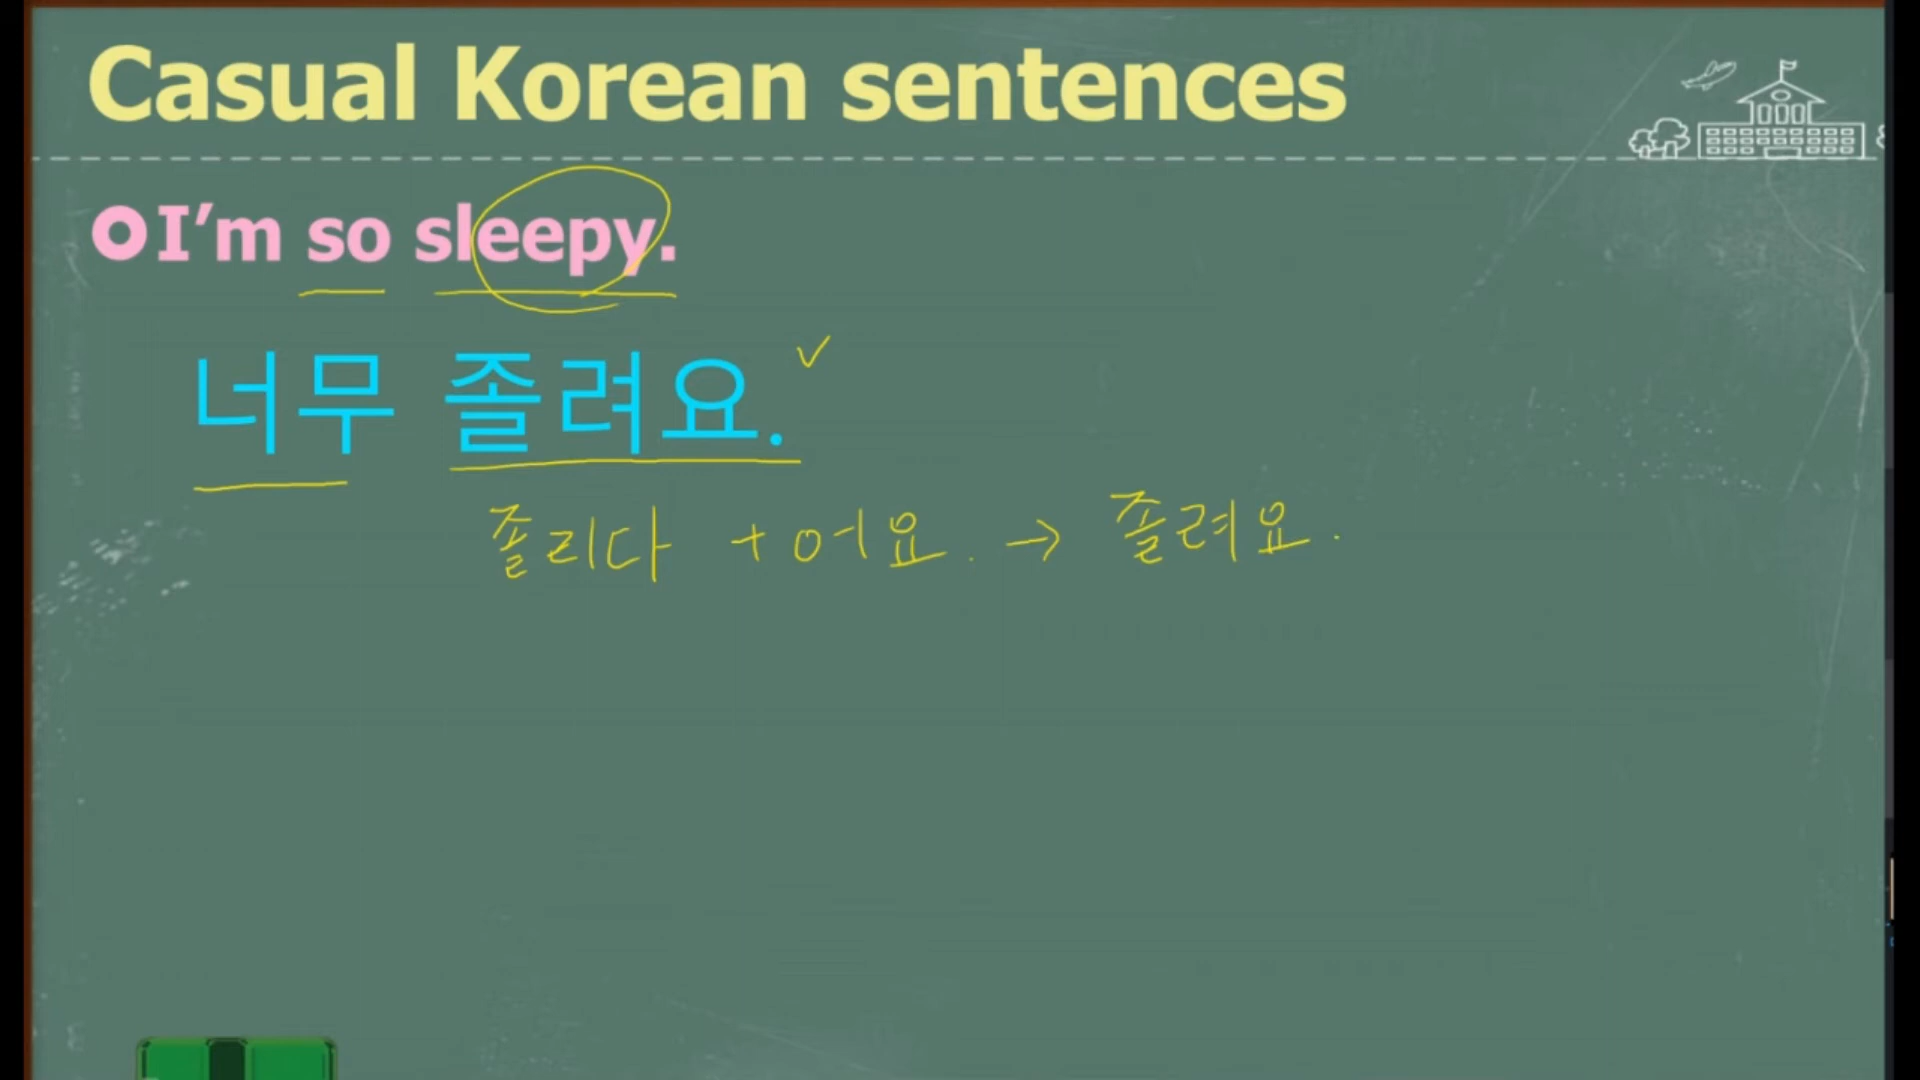 Casual Korean sentences
I'm so sleepy.
너무 졸려요.
졸리다 + 어요. → 졸려요.